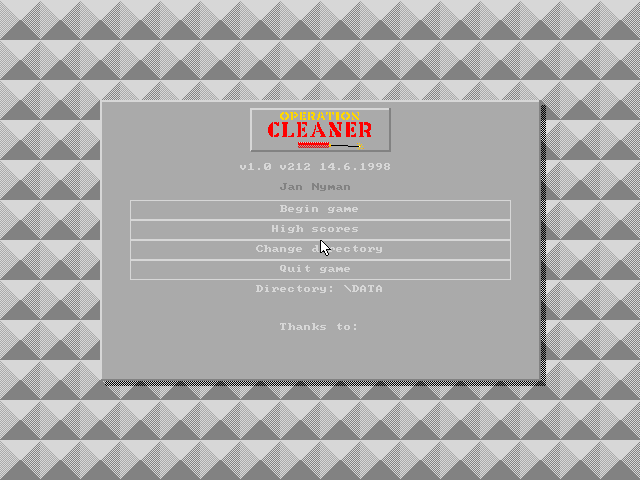 OPERATION
CLEANER
v1.0 v212 14.6.1998
Jan Nyman
Begin game
High scores
Change directory
Quit game
Directory: \DATA
Thanks to: